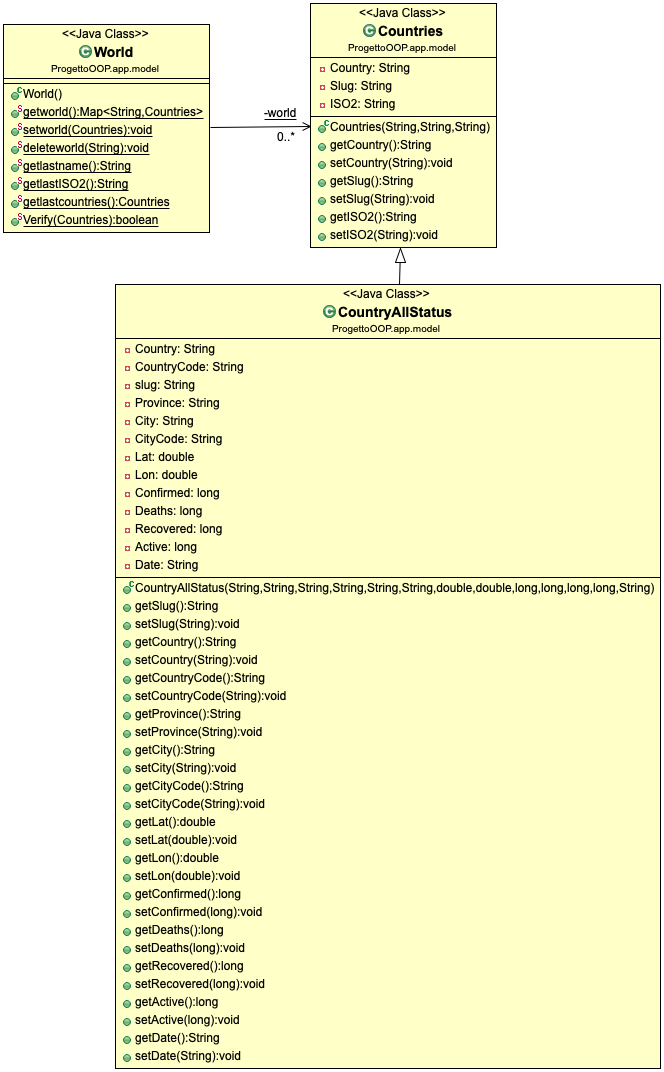 <<Java Class>>
World
ProgettoOOP.app.model
World()
getworld():Map<String,Countries>
setworld(Countries):void
deleteworld(String):void
getlastname():String
getlastISO2():String
getlastcountries():Countries
Verify(Countries):boolean
-world
0..*
<<Java Class>>
Countries
ProgettoOOP.app.model
Country: String
Slug: String
ISO2: String
Countries(String,String,String)
getCountry():String
setCountry(String):void
getSlug():String
setSlug(String):void
getISO2():String
setISO2(String):void
<<Java Class>>
CountryAllStatus
ProgettoOOP.app.model
Country: String
CountryCode: String
slug: String
Province: String
City: String
CityCode: String
Lat: double
Lon: double
Confirmed: long
Deaths: long
Recovered: long
Active: long
Date: String
CountryAllStatus(String,String,String,String,String,String,double,double,long,long,long,long,String)
getSlug():String
setSlug(String):void
getCountry():String
setCountry(String):void
getCountryCode():String
setCountryCode(String):void
getProvince():String
setProvince(String):void
getCity():String
setCity(String):void
getCityCode():String
setCityCode(String):void
getLat():double
setLat(double):void
getLon():double
setLon(double):void
getConfirmed():long
setConfirmed(long):void
getDeaths():long
setDeaths(long):void
getRecovered():long
setRecovered(long):void
getActive():long
setActive(long):void
getDate():String
setDate(String):void